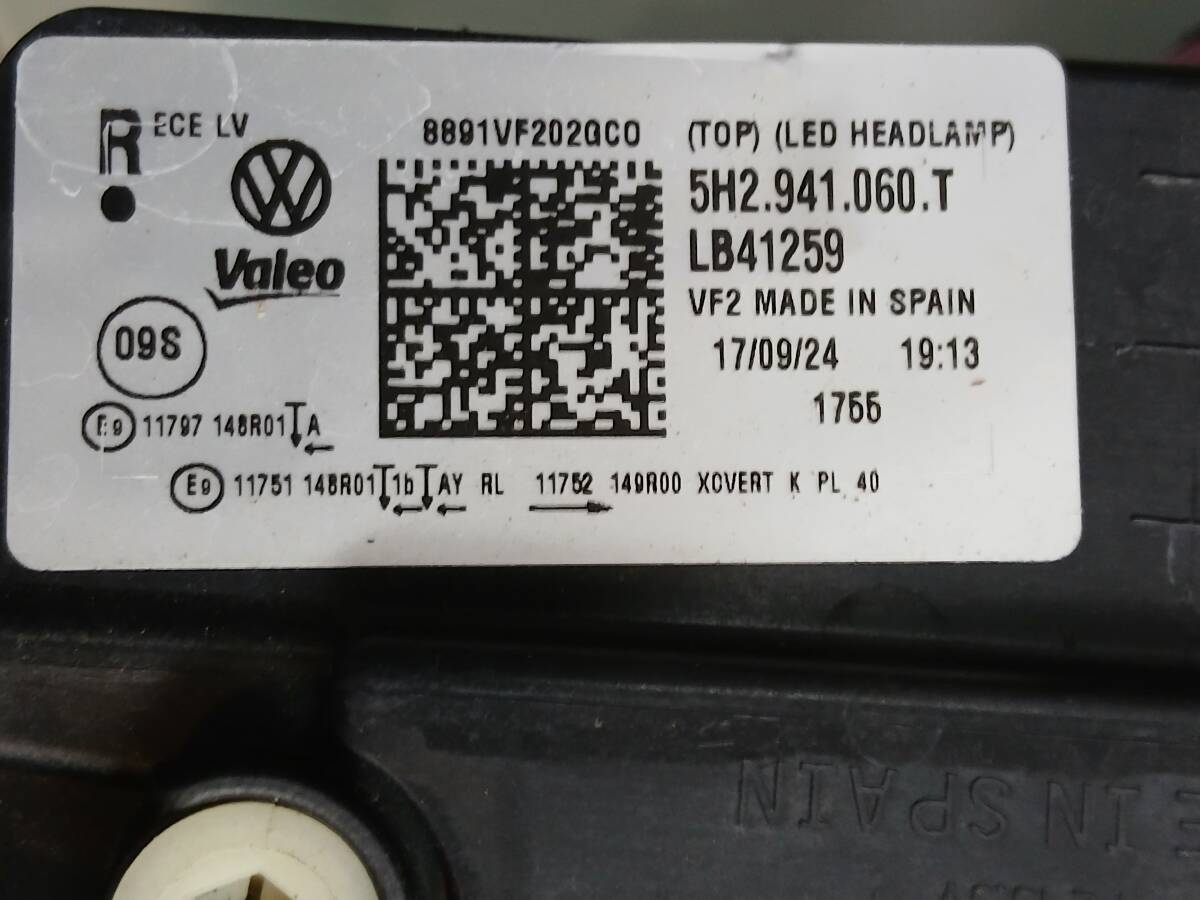 R ECE LV
8891VF202GC0 (TOP) (LED HEADLAMP)
5H2.941.060.T
Valeo
LB41259
VF2 MADE IN SPAIN
09S
17/09/24 19:13
1755
E9 11797 148R01 A
E9 11751 148R01 1b AY RL 11752 149R00 XCVERT K PL 40
E IN SPAIN